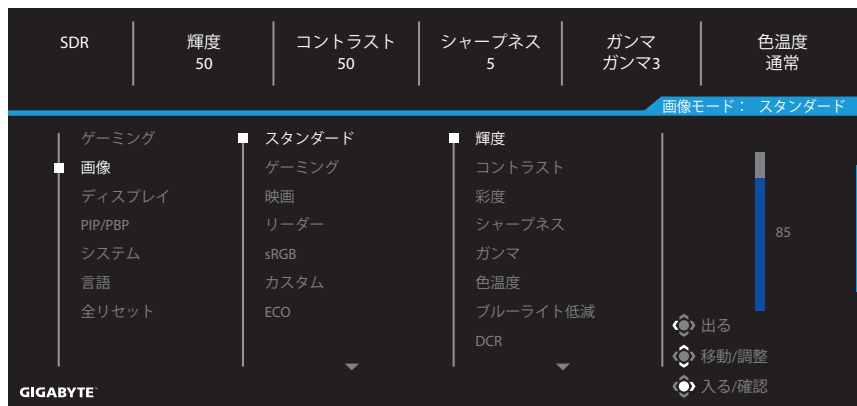 SDR
輝度
50
コントラスト
50
シャープネス
5
ガンマ
ガンマ3
色温度
通常
画像モード： スタンダード
ゲーミング
画像
ディスプレイ
PIP/PBP
システム
言語
全リセット
スタンダード
ゲーミング
映画
リーダー
sRGB
カスタム
ECO
輝度
コントラスト
彩度
シャープネス
ガンマ
色温度
ブルーライト低減
DCR
85
出る
移動/調整
入る/確認
GIGABYTE™